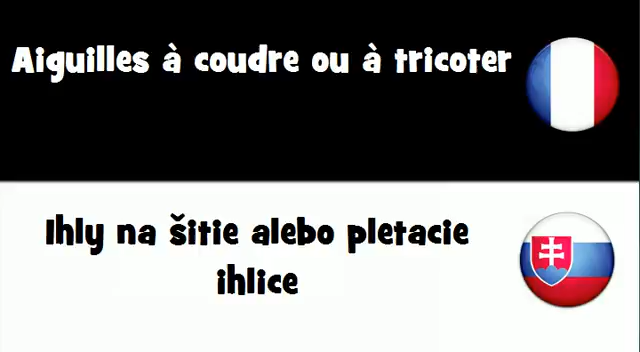 Aiguilles à coudre ou à tricoter
Ihly na šitie alebo pletacie
ihlice